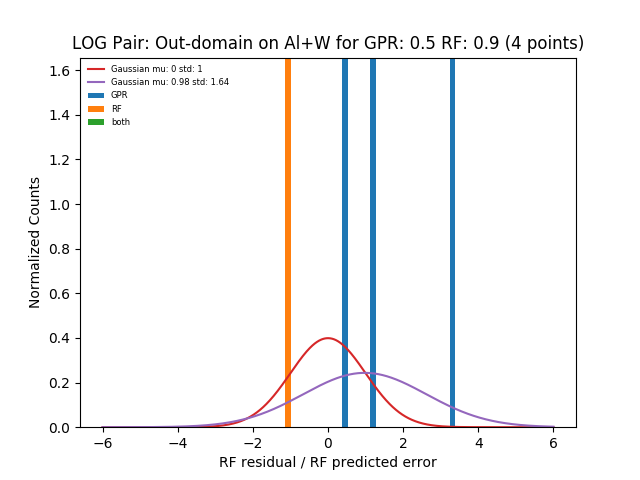 LOG Pair: Out-domain on Al+W for GPR: 0.5 RF: 0.9 (4 points)
Gaussian mu: 0 std: 1
Gaussian mu: 0.98 std: 1.64
GPR
RF
both
1.6
1.4
1.2
1.0
0.8
0.6
0.4
0.2
0.0
Normalized Counts
−6 −4 −2 0 2 4 6
RF residual / RF predicted error